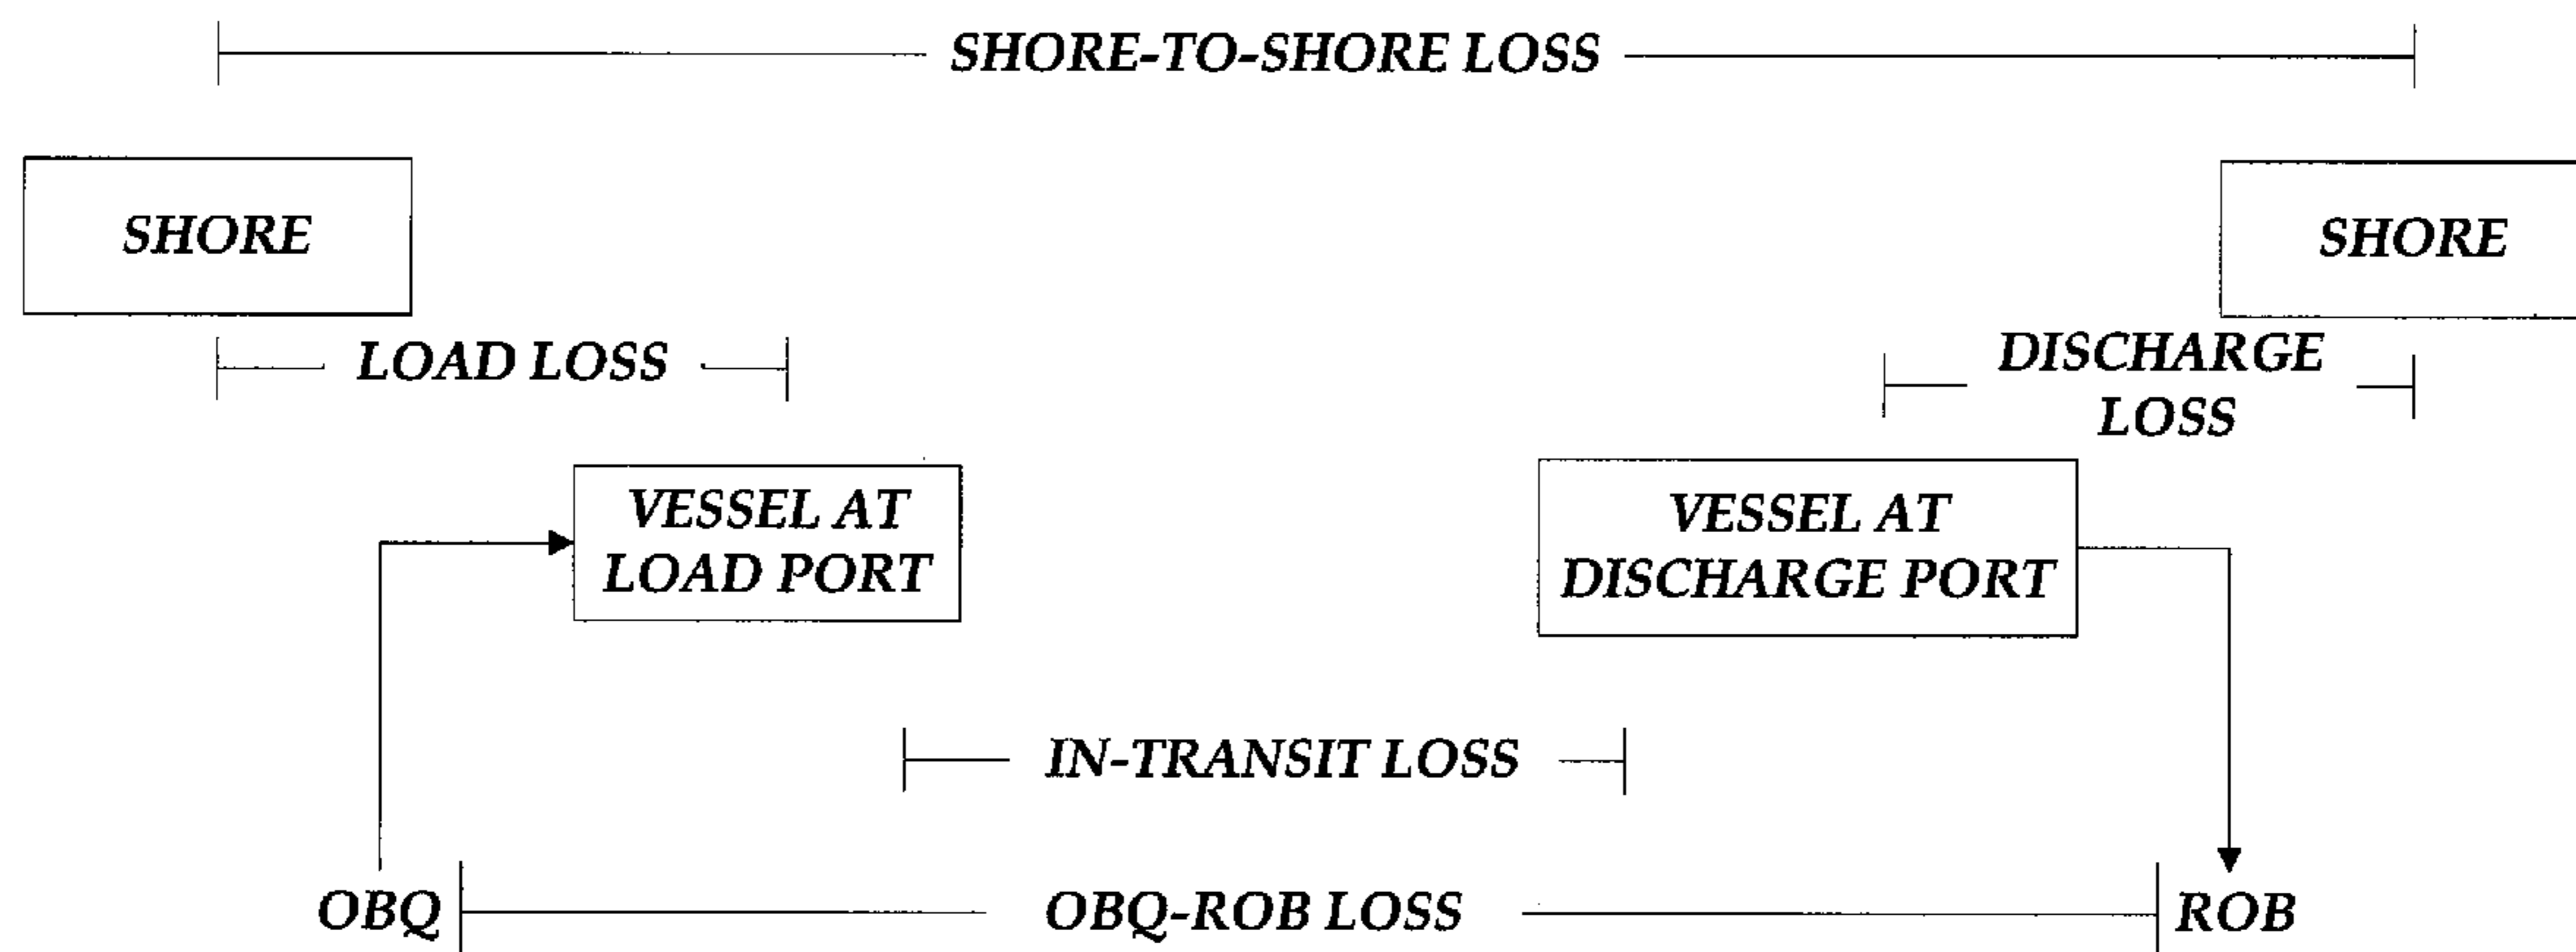 SHORE-TO-SHORE LOSS
SHORE
SHORE
LOAD LOSS
DISCHARGE
LOSS
VESSEL AT
LOAD PORT
VESSEL AT
DISCHARGE PORT
IN-TRANSIT LOSS
OBQ
OBQ-ROB LOSS
ROB